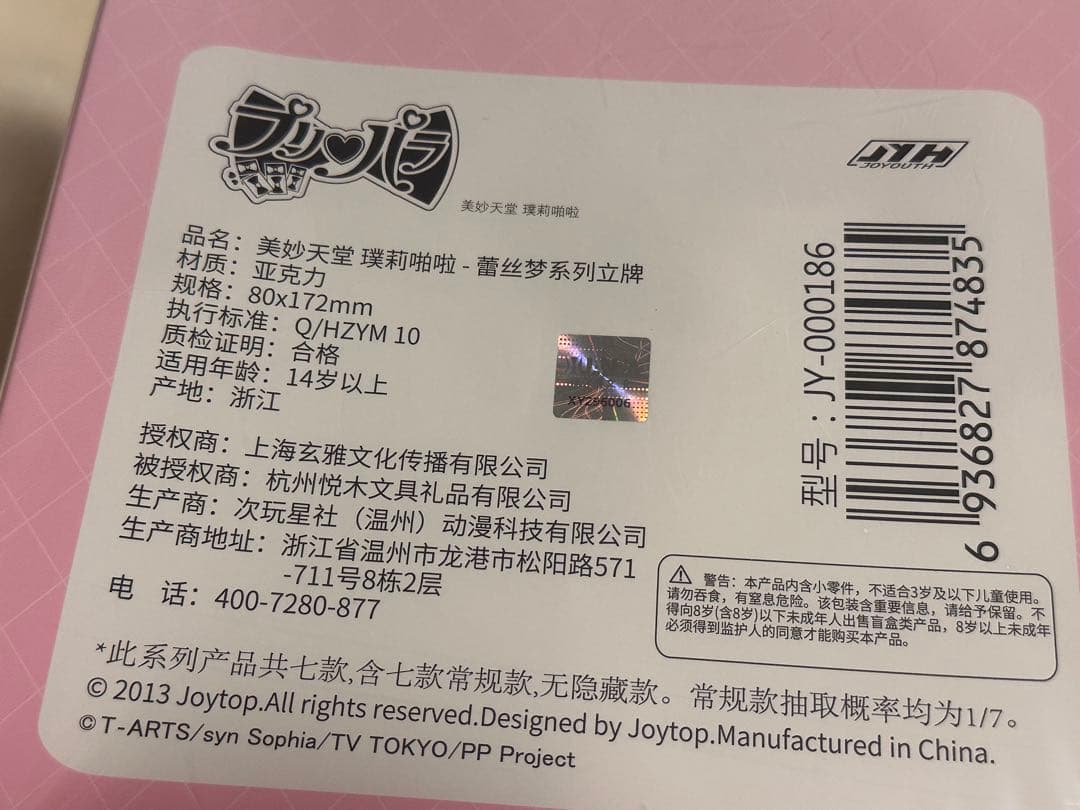 プリパラ
美妙天堂 璞莉啪啦
JOYOUTH
品名：美妙天堂 璞莉啪啦 - 蕾丝梦系列立牌
材质：亚克力
规格：80x172mm
执行标准：Q/HZYM 10
质检证明：合格
适用年龄：14岁以上
产地：浙江
型号：JY-000186
6 936827 874835
XY296006
授权商：上海玄雅文化传播有限公司
被授权商：杭州悦木文具礼品有限公司
生产商：次玩星社（温州）动漫科技有限公司
生产商地址：浙江省温州市龙港市松阳路571
-711号8栋2层
电 话：400-7280-877
警告：本产品内含小零件，不适合3岁及以下儿童使用。
请勿吞食，有窒息危险。该包装含重要信息，请给予保留。不
得向8岁(含8岁)以下未成年人出售盲盒类产品，8岁以上未成年
必须得到监护人的同意才能购买本产品。
*此系列产品共七款,含七款常规款,无隐藏款。常规款抽取概率均为1/7。
© 2013 Joytop.All rights reserved.Designed by Joytop.Manufactured in China.
© T-ARTS/syn Sophia/TV TOKYO/PP Project